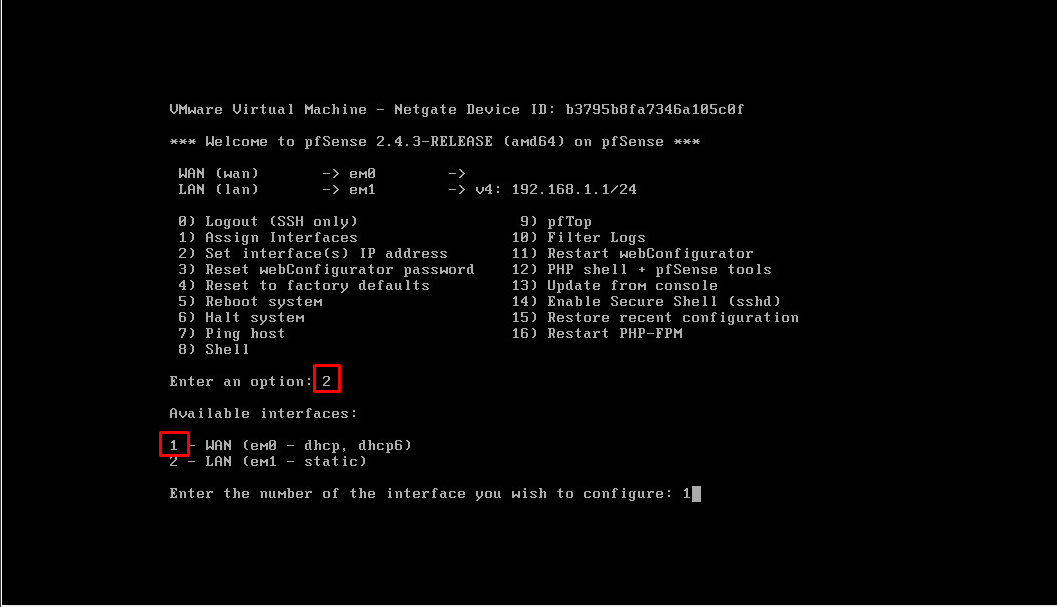 VMware Virtual Machine - Netgate Device ID: b3795b8fa7346a105c0f
*** Welcome to pfSense 2.4.3-RELEASE (amd64) on pfSense ***
WAN (wan) -> em0 ->
LAN (lan) -> em1 -> v4: 192.168.1.1/24
0) Logout (SSH only) 9) pfTop
1) Assign Interfaces 10) Filter Logs
2) Set interface(s) IP address 11) Restart webConfigurator
3) Reset webConfigurator password 12) PHP shell + pfSense tools
4) Reset to factory defaults 13) Update from console
5) Reboot system 14) Enable Secure Shell (sshd)
6) Halt system 15) Restore recent configuration
7) Ping host 16) Restart PHP-FPM
8) Shell
Enter an option: 2
Available interfaces:
1 - WAN (em0 - dhcp, dhcp6)
2 - LAN (em1 - static)
Enter the number of the interface you wish to configure: 1